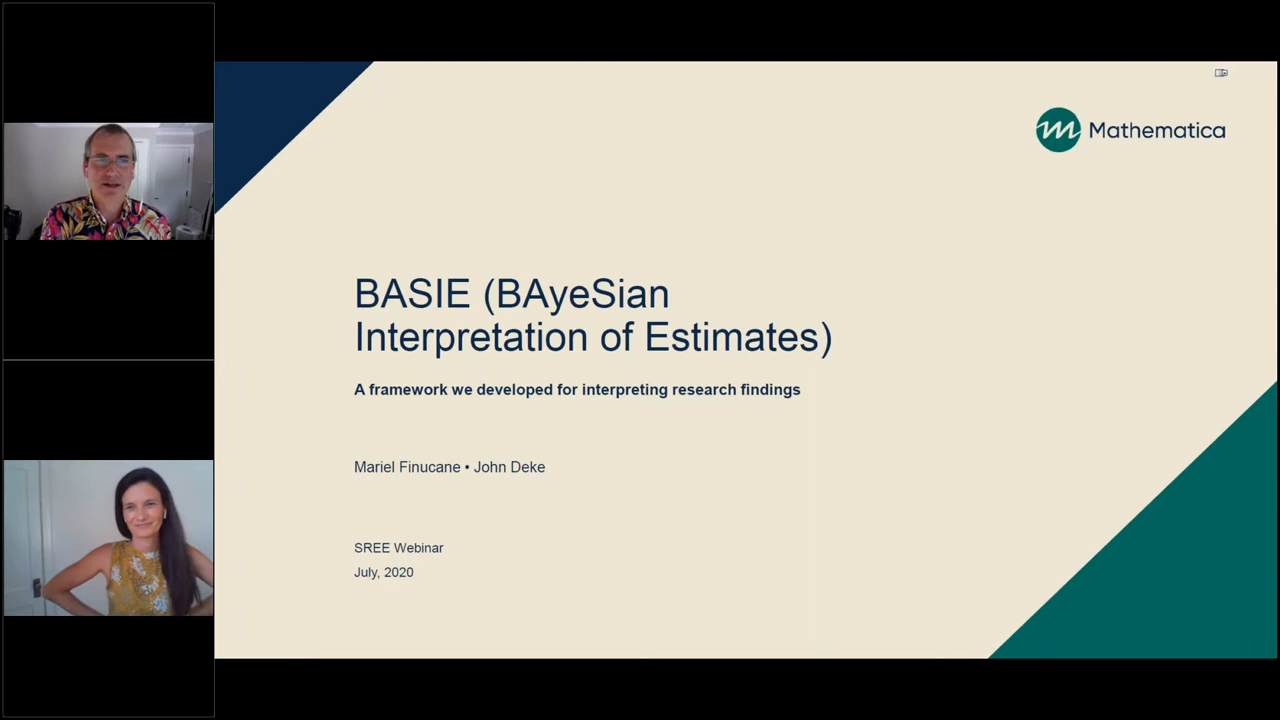 Mathematica
BASIE (BAyeSian
Interpretation of Estimates)
A framework we developed for interpreting research findings
Mariel Finucane • John Deke
SREE Webinar
July, 2020